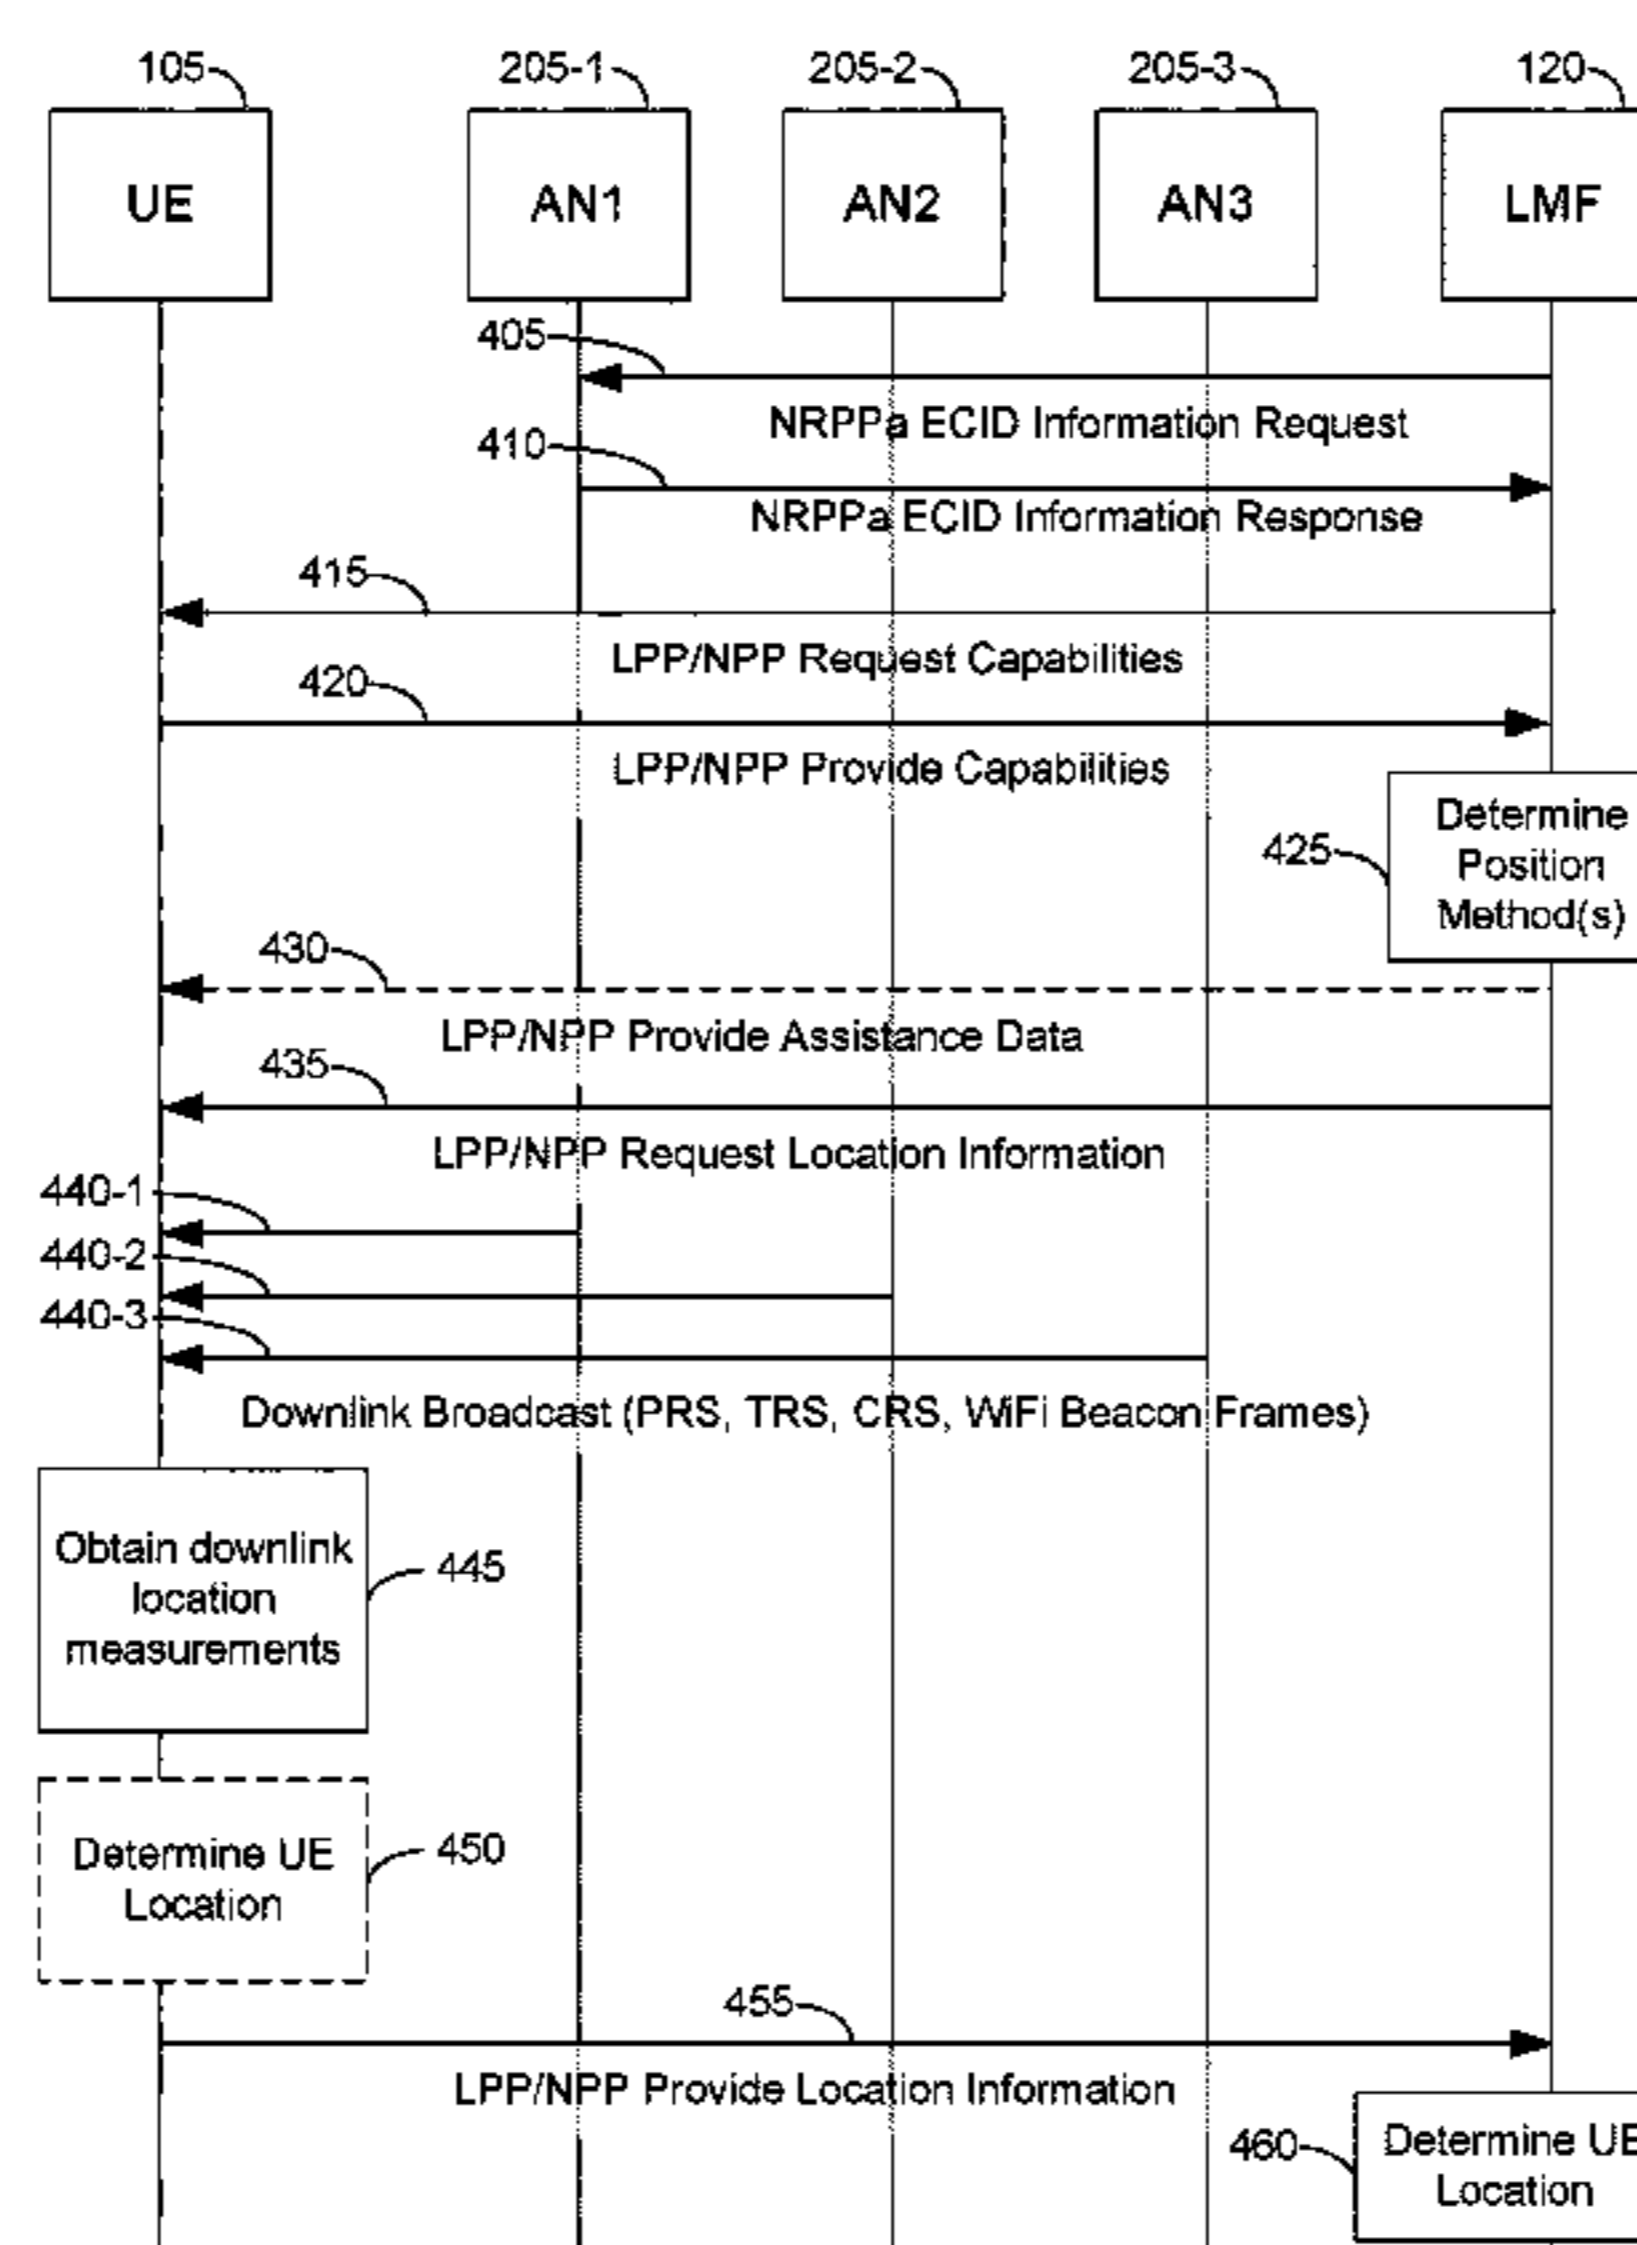 105
205-1
205-2
205-3
120
UE
AN1
AN2
AN3
LMF
405
NRPPa ECID Information Request
410
NRPPa ECID Information Response
415
LPP/NPP Request Capabilities
420
LPP/NPP Provide Capabilities
425
Determine
Position
Method(s)
430
LPP/NPP Provide Assistance Data
435
LPP/NPP Request Location Information
440-1
440-2
440-3
Downlink Broadcast (PRS, TRS, CRS, WiFi Beacon Frames)
Obtain downlink
location
measurements
445
Determine UE
Location
450
455
LPP/NPP Provide Location Information
460
Determine UE
Location